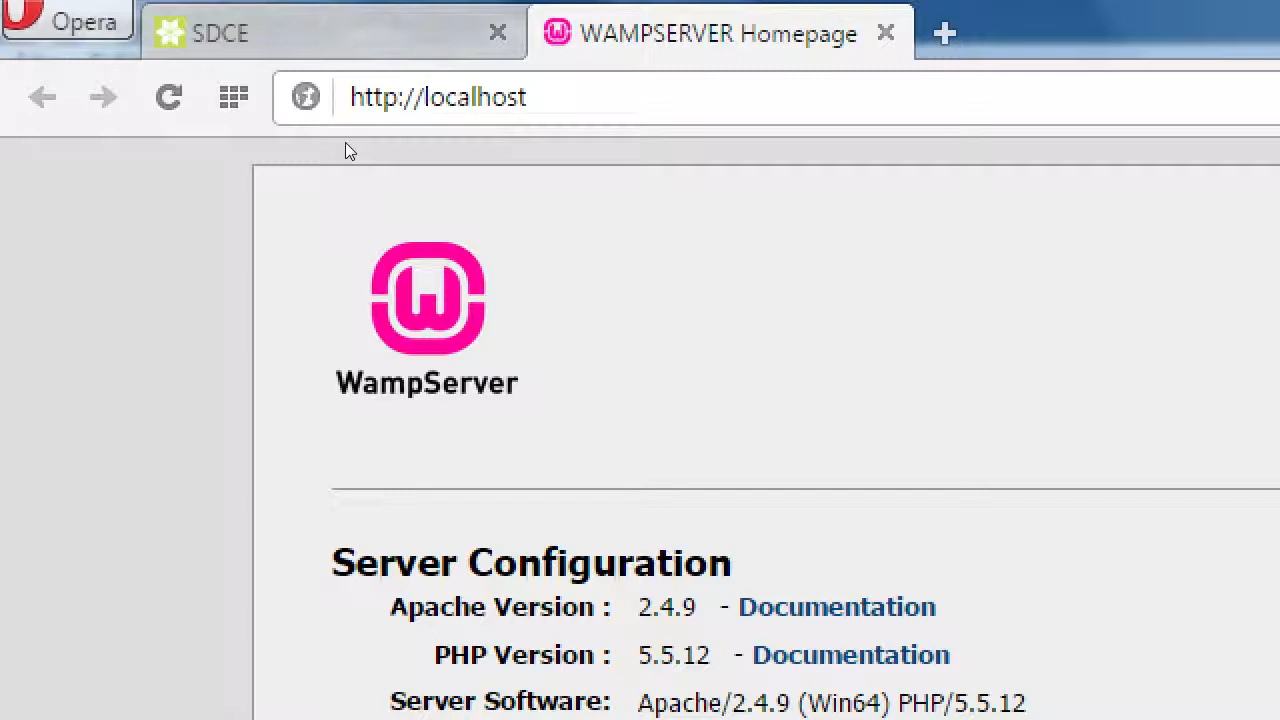 Opera
SDCE
WAMPSERVER Homepage
http://localhost
WampServer
Server Configuration
Apache Version : 2.4.9 - Documentation
PHP Version : 5.5.12 - Documentation
Server Software: Apache/2.4.9 (Win64) PHP/5.5.12